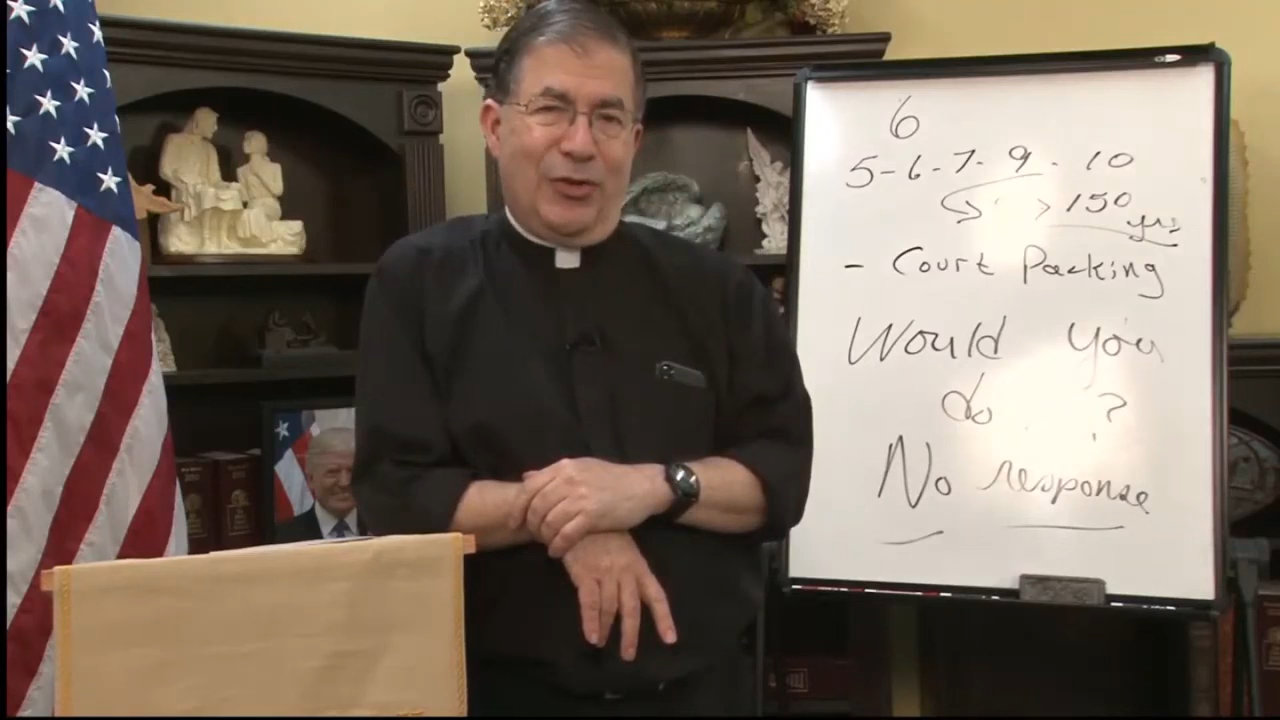 6
5-6-7-9-10
> 150
yrs
- Court Packing
Would you
do ?
No response